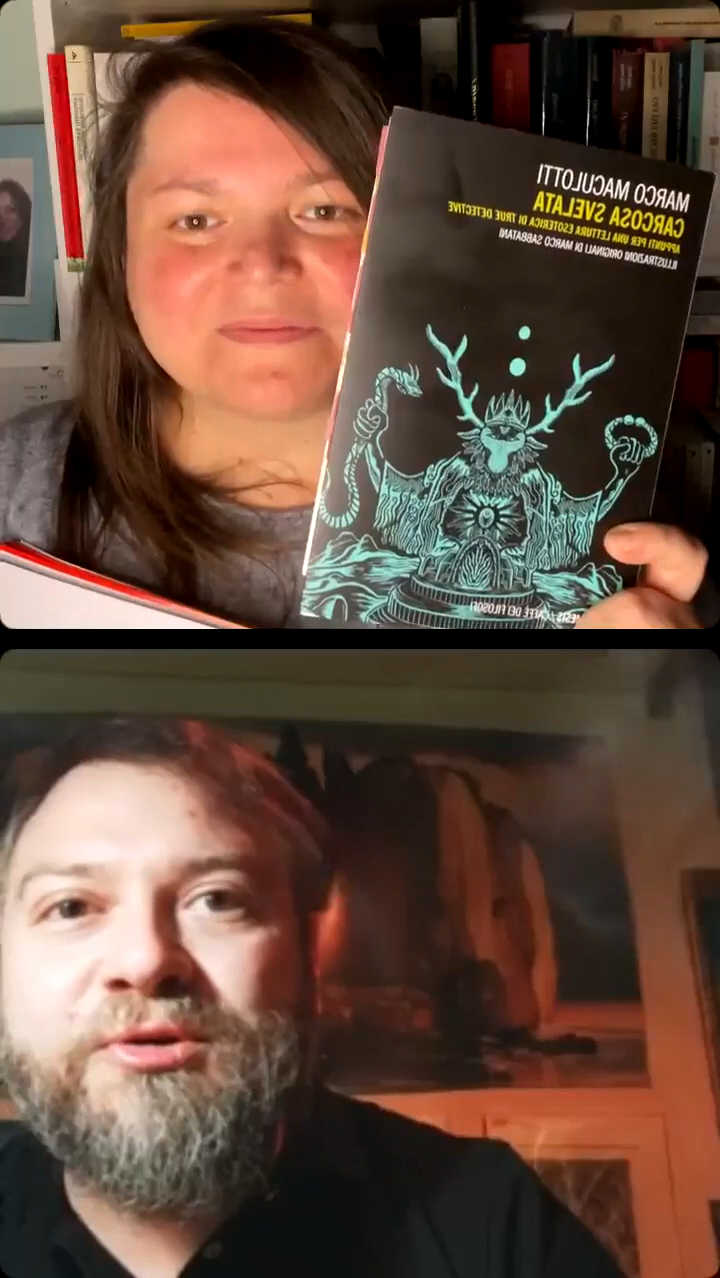 MARCO MACULOTTI
CARCOSA SVELATA
APPUNTI PER UNA LETTURA ESOTERICA DI TRUE DETECTIVE
ILLUSTRAZIONI ORIGINALI DI MARCO SABBATANI
MESIS / CAFFÈ DEI FILOSOFI